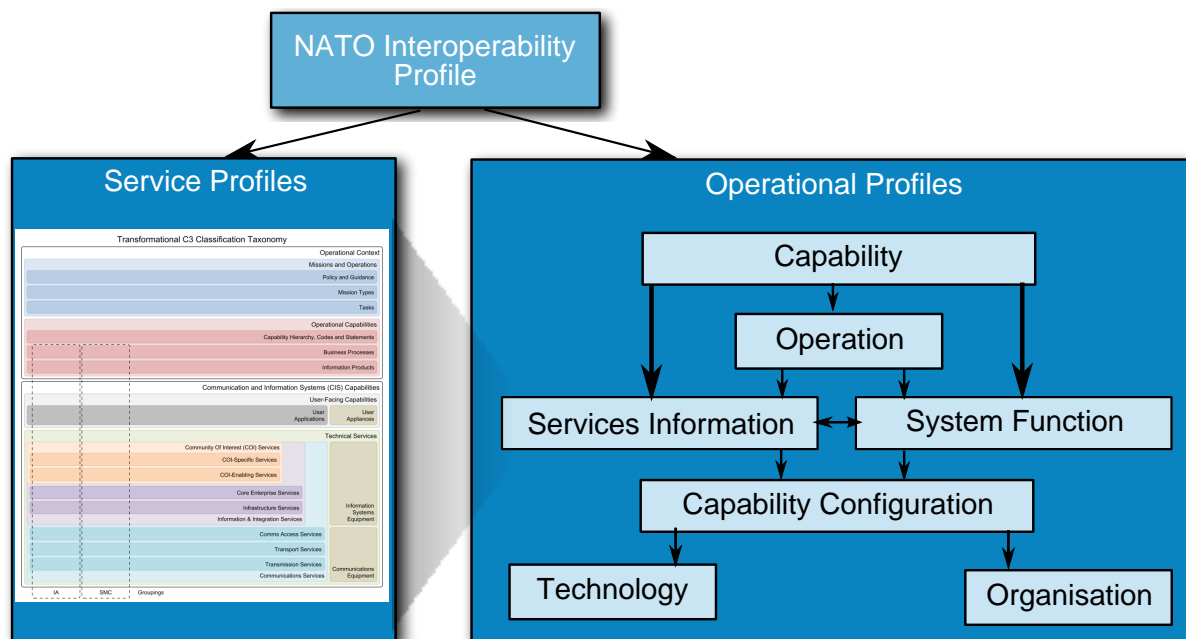 NATO Interoperability
Profile
Service Profiles
Transformational C3 Classification Taxonomy
Operational Context
Missions and Operations
Policy and Guidance
Mission Types
Tasks
Operational Capabilities
Capability Hierarchy, Codes and Statements
Business Processes
Information Products
Communication and Information Systems (CIS) Capabilities
User-Facing Capabilities
User
Applications
User
Appliances
Technical Services
Community Of Interest (COI) Services
COI-Specific Services
COI-Enabling Services
Core Enterprise Services
Infrastructure Services
Information & Integration Services
Information
Systems
Equipment
Comms Access Services
Transport Services
Transmission Services
Communications Services
Communications
Equipment
IA
SMC
Groupings
Operational Profiles
Capability
Operation
Services Information
System Function
Capability Configuration
Technology
Organisation